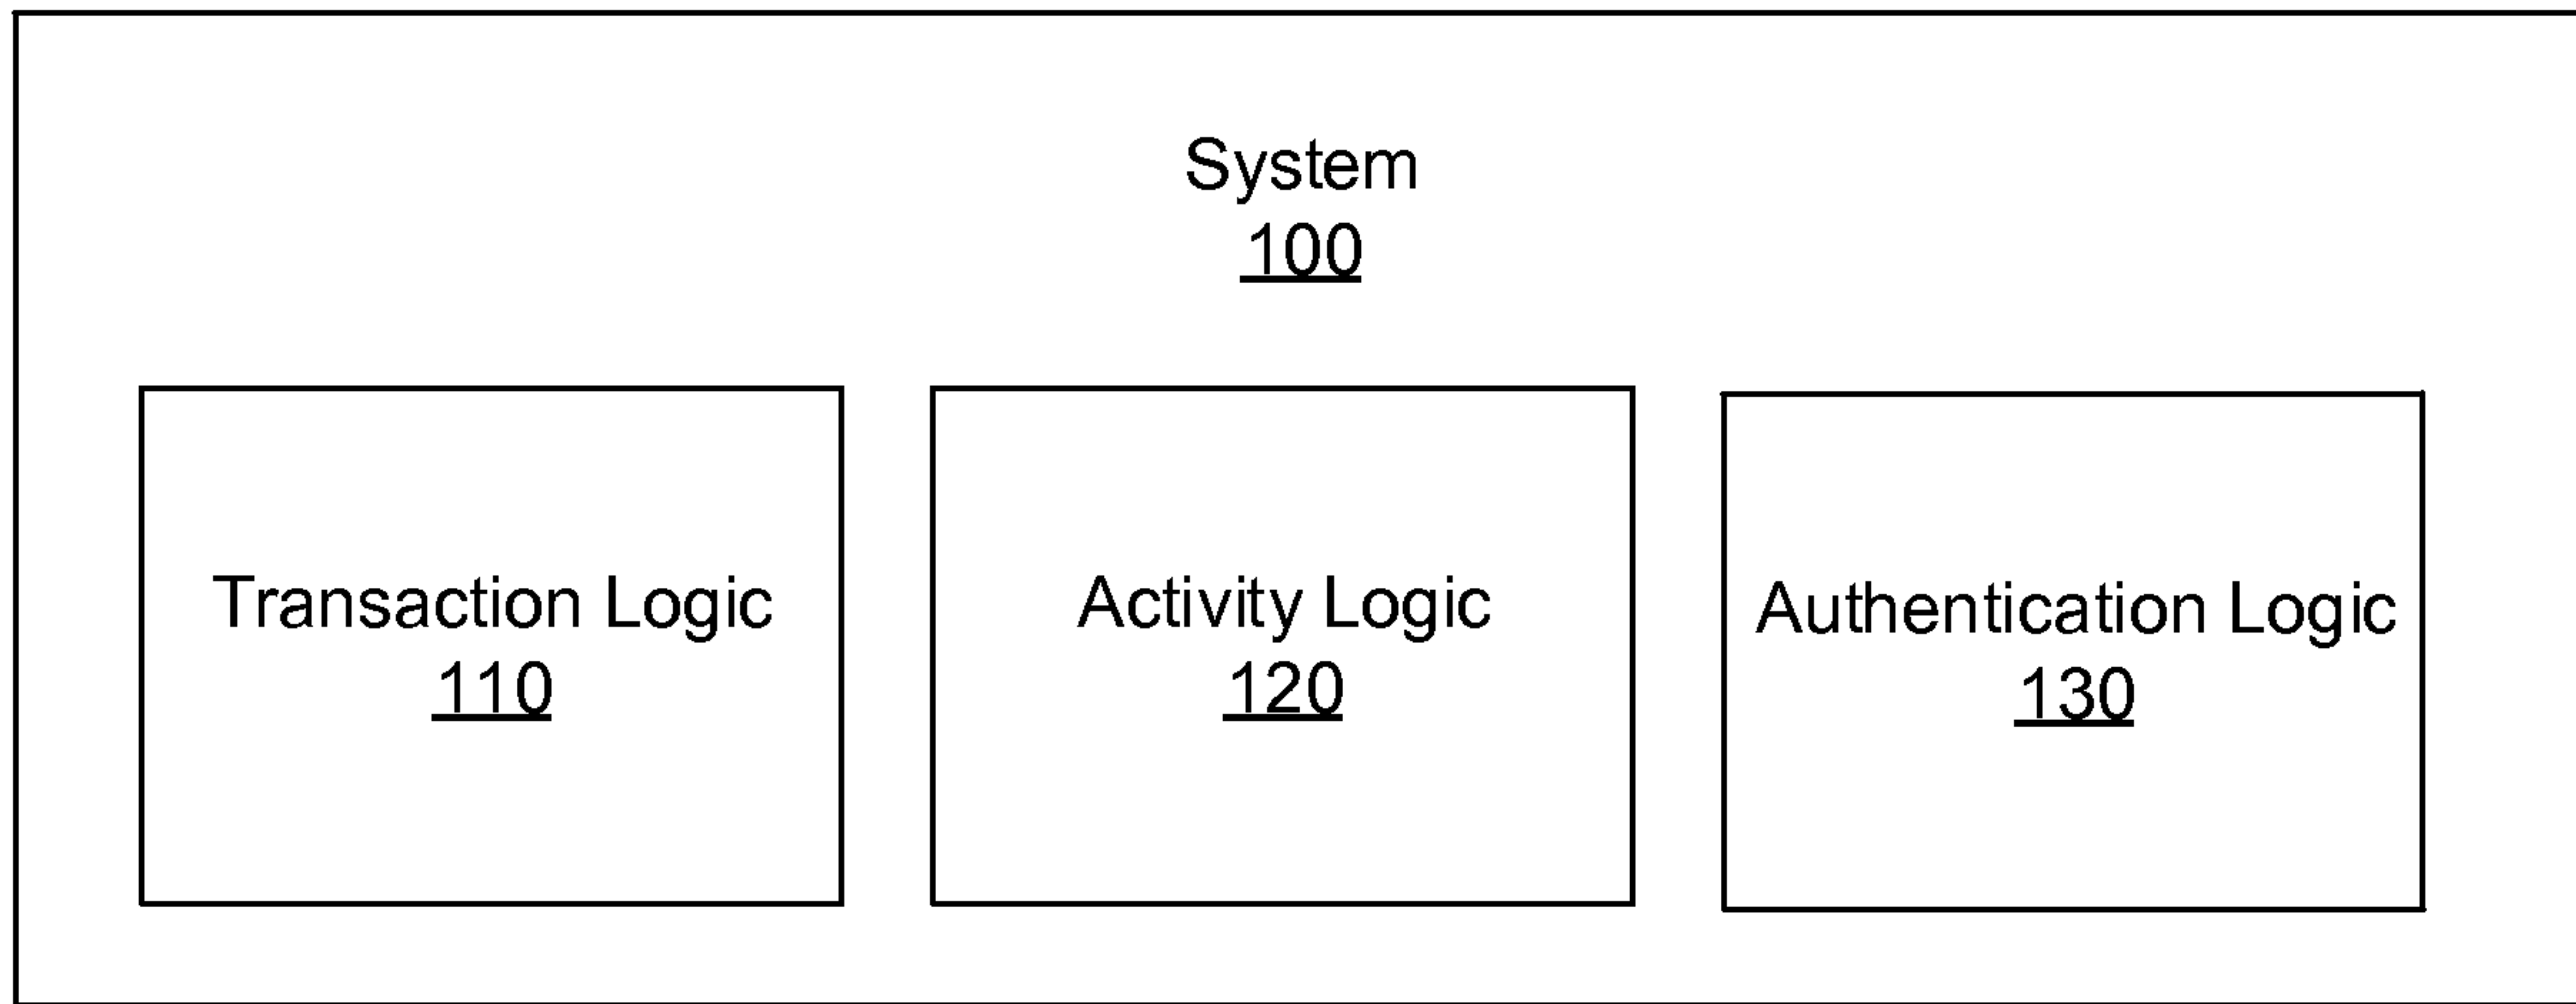 System
100
Transaction Logic
110
Activity Logic
120
Authentication Logic
130